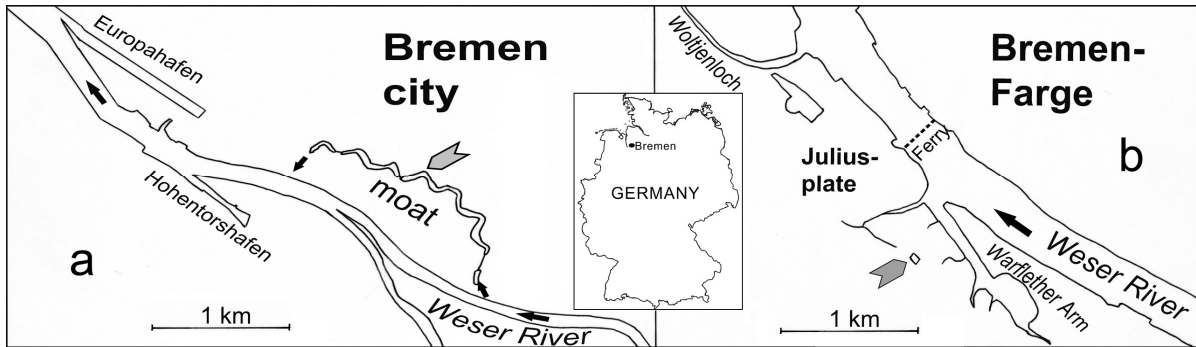 Europahafen
Bremen
city
Hohentorshafen
moat
Weser River
a
1 km
Bremen
GERMANY
Woltjenloch
Bremen-
Farge
Ferry
b
Julius-
plate
Weser River
Warflether Arm
1 km